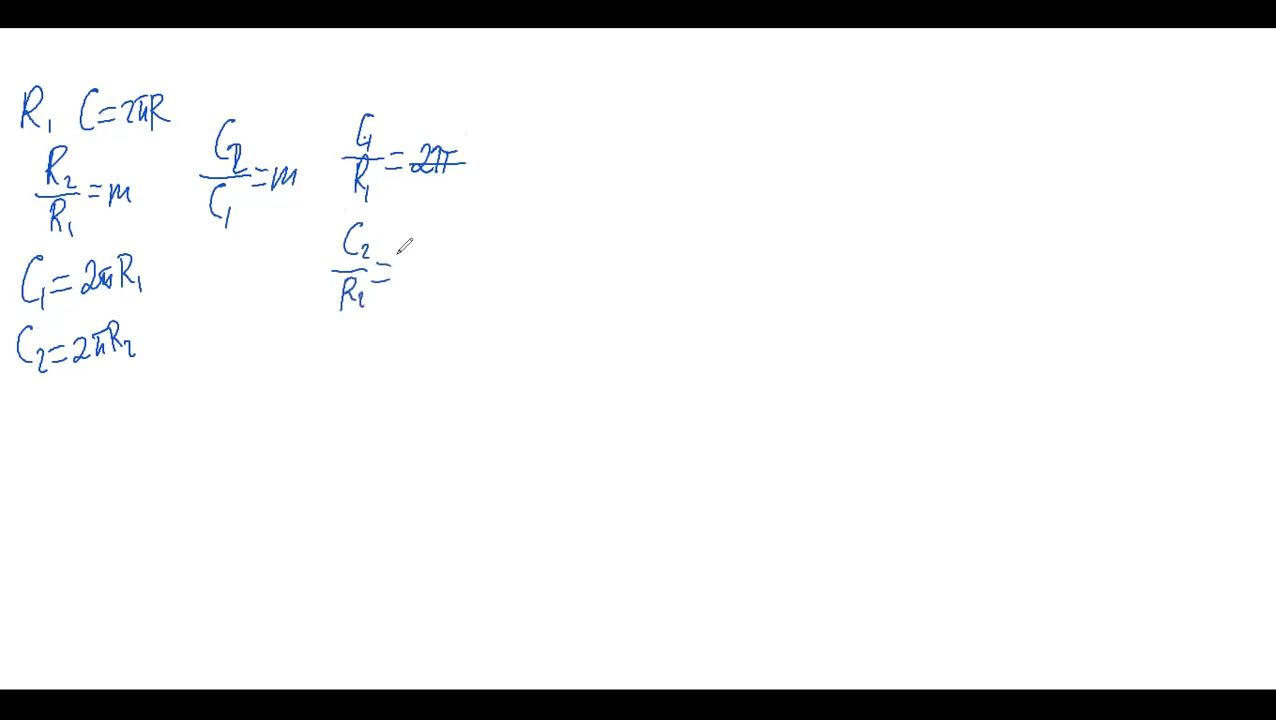 R₁ C=2πR
R₂/R₁=m
C₁=2πR₁
C₂=2πR₂
C₂/C₁=m
C₁/R₁=2π
C₂/R₂=